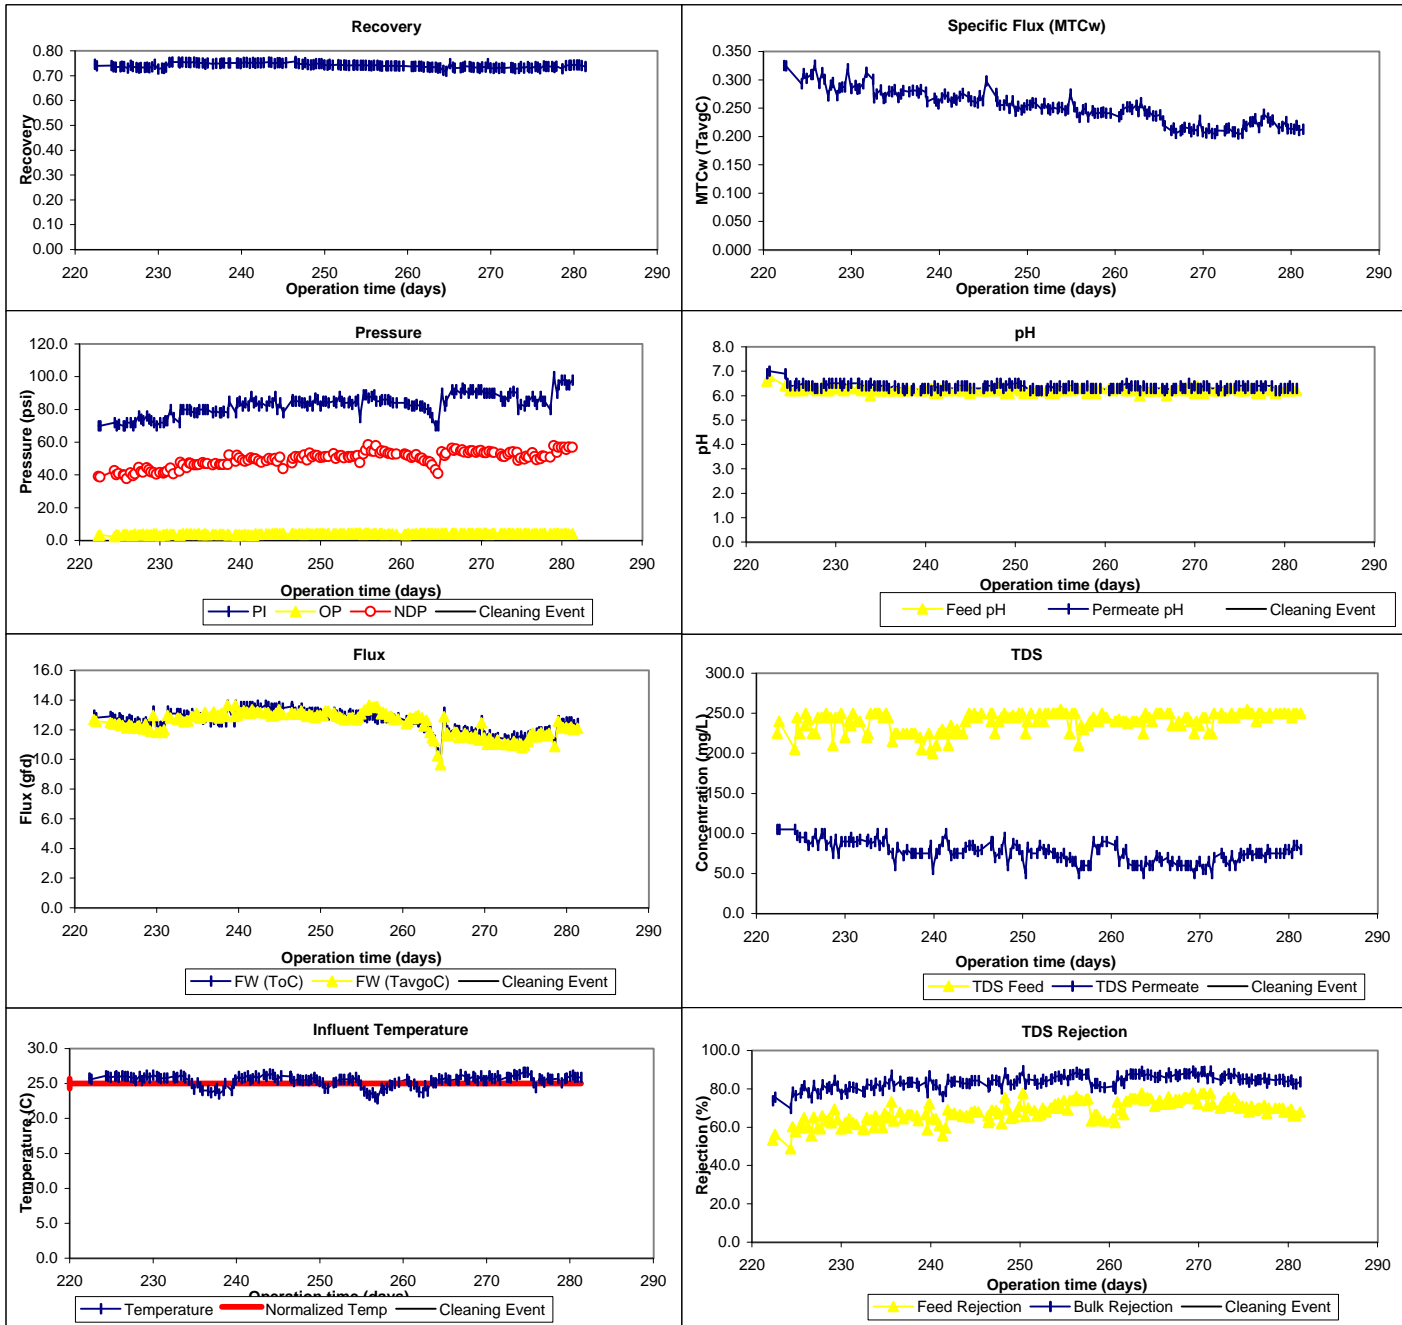 Recovery
0.80
0.70
0.60
0.50
0.40
0.30
0.20
0.10
0.00
Recovery
220 230 240 250 260 270 280 290
Operation time (days)
Specific Flux (MTCw)
0.350
0.300
0.250
0.200
0.150
0.100
0.050
0.000
MTCw (TavgC)
220 230 240 250 260 270 280 290
Operation time (days)
Pressure
120.0
100.0
80.0
60.0
40.0
20.0
0.0
Pressure (psi)
220 230 240 250 260 270 280 290
Operation time (days)
PI OP NDP Cleaning Event
pH
8.0
7.0
6.0
5.0
4.0
3.0
2.0
1.0
0.0
pH
220 230 240 250 260 270 280 290
Operation time (days)
Feed pH Permeate pH Cleaning Event
Flux
16.0
14.0
12.0
10.0
8.0
6.0
4.0
2.0
0.0
Flux (gfd)
220 230 240 250 260 270 280 290
Operation time (days)
FW (ToC) FW (TavgoC) Cleaning Event
TDS
300.0
250.0
200.0
150.0
100.0
50.0
0.0
Concentration (mg/L)
220 230 240 250 260 270 280 290
Operation time (days)
TDS Feed TDS Permeate Cleaning Event
Influent Temperature
30.0
25.0
20.0
15.0
10.0
5.0
0.0
Temperature (C)
220 230 240 250 260 270 280 290
Operation time (days)
Temperature Normalized Temp Cleaning Event
TDS Rejection
100.0
80.0
60.0
40.0
20.0
0.0
Rejection (%)
220 230 240 250 260 270 280 290
Operation time (days)
Feed Rejection Bulk Rejection Cleaning Event